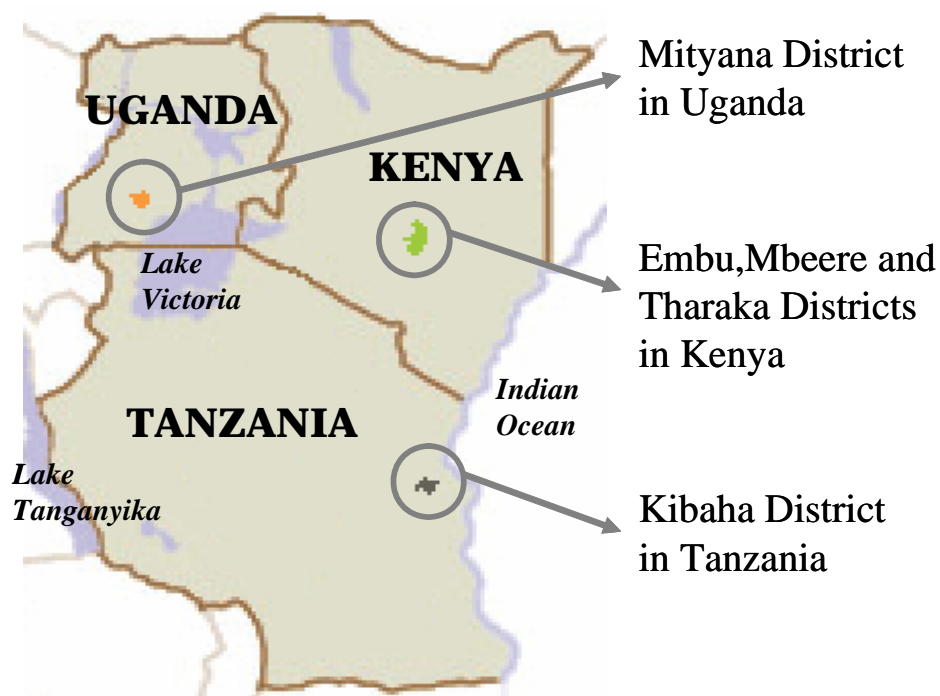 Mityana District
in Uganda
UGANDA
KENYA
Embu,Mbeere and
Tharaka Districts
in Kenya
Lake
Victoria
Indian
Ocean
TANZANIA
Lake
Tanganyika
Kibaha District
in Tanzania